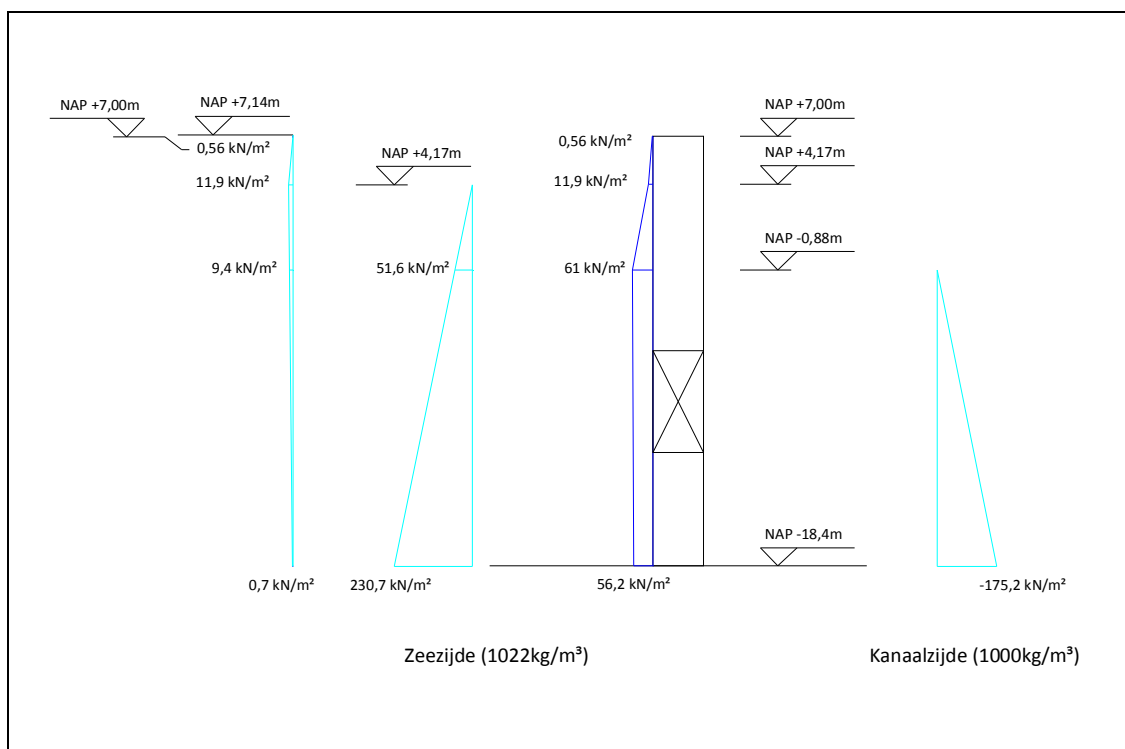 NAP +7,00m
NAP +7,14m
NAP +7,00m
0,56 kN/m²
0,56 kN/m²
NAP +4,17m
NAP +4,17m
11,9 kN/m²
11,9 kN/m²
NAP -0,88m
9,4 kN/m²
51,6 kN/m²
61 kN/m²
NAP -18,4m
0,7 kN/m²
230,7 kN/m²
56,2 kN/m²
-175,2 kN/m²
Zeezijde (1022kg/m³)
Kanaalzijde (1000kg/m³)